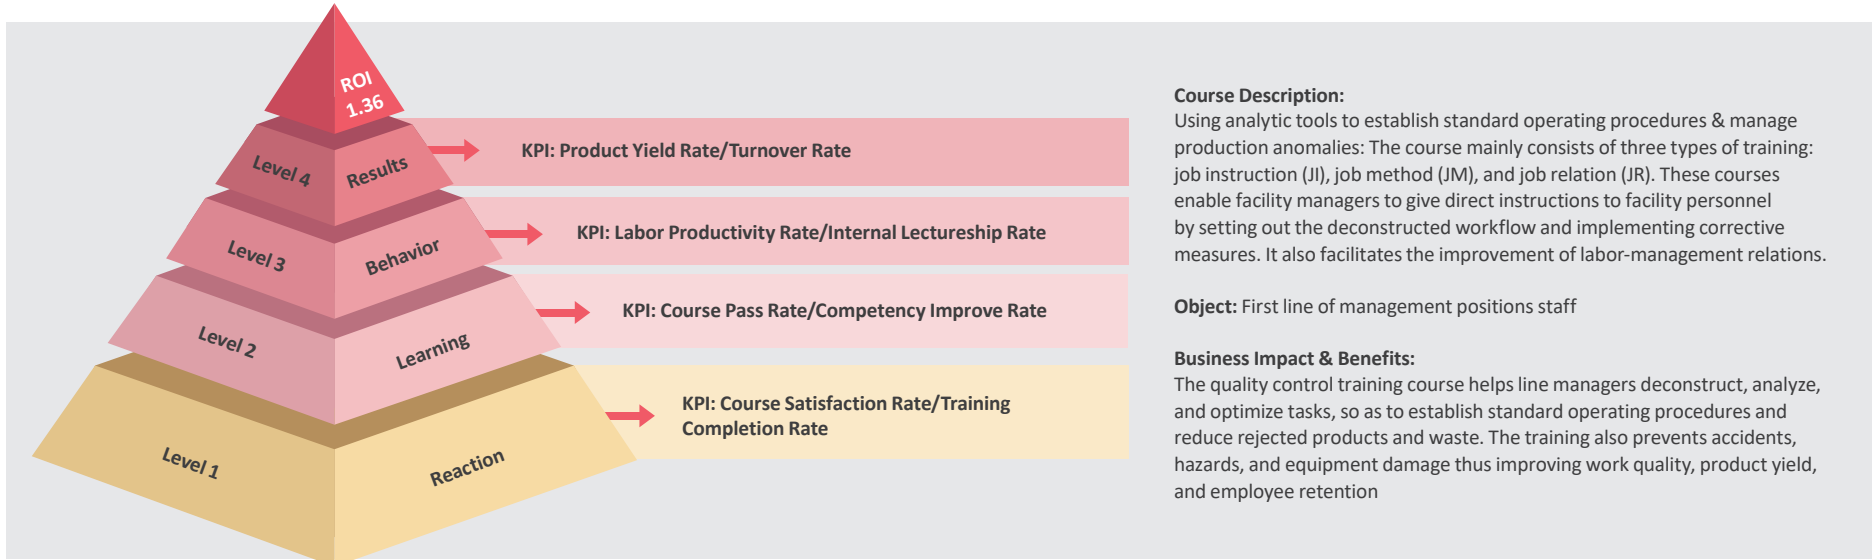 ROI
1.36
Level 4
Results
KPI: Product Yield Rate/Turnover Rate
Level 3
Behavior
KPI: Labor Productivity Rate/Internal Lectureship Rate
Level 2
Learning
KPI: Course Pass Rate/Competency Improve Rate
Level 1
Reaction
KPI: Course Satisfaction Rate/Training
Completion Rate
Course Description:
Using analytic tools to establish standard operating procedures & manage
production anomalies: The course mainly consists of three types of training:
job instruction (JI), job method (JM), and job relation (JR). These courses
enable facility managers to give direct instructions to facility personnel
by setting out the deconstructed workflow and implementing corrective
measures. It also facilitates the improvement of labor-management relations.
Object: First line of management positions staff
Business Impact & Benefits:
The quality control training course helps line managers deconstruct, analyze,
and optimize tasks, so as to establish standard operating procedures and
reduce rejected products and waste. The training also prevents accidents,
hazards, and equipment damage thus improving work quality, product yield,
and employee retention